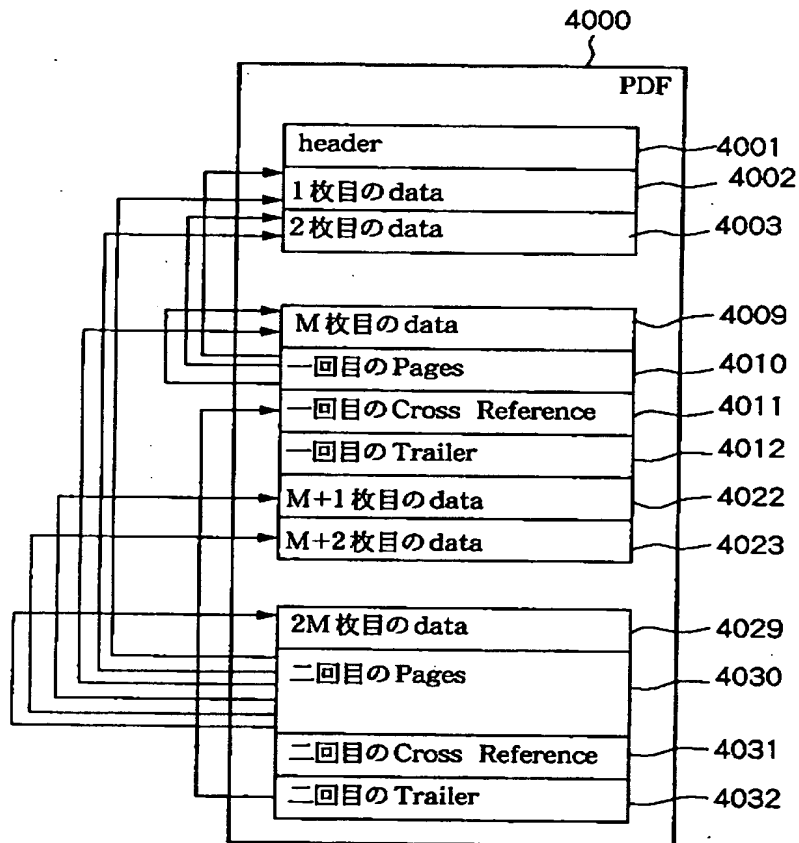 4000
PDF
header
4001
1枚目のdata
4002
2枚目のdata
4003
M枚目のdata
4009
一回目のPages
4010
一回目のCross Reference
4011
一回目のTrailer
4012
M+1枚目のdata
4022
M+2枚目のdata
4023
2M枚目のdata
4029
二回目のPages
4030
二回目のCross Reference
4031
二回目のTrailer
4032